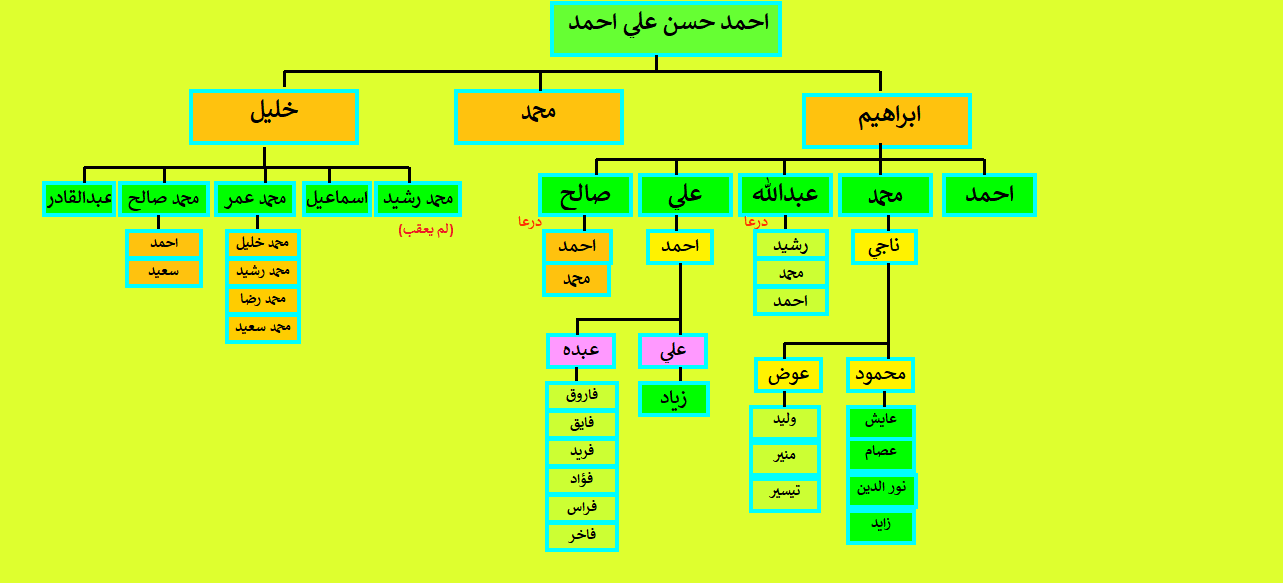 احمد حسن علي احمد
ابراهيم
محمد
خليل
احمد
محمد
عبدالله
علي
صالح
محمد رشيد
اسماعيل
محمد عمر
محمد صالح
عبدالقادر
درعا
درعا
(لم يعقب)
ناجي
رشيد
محمد
احمد
احمد
احمد
محمد
محمد خليل
محمد رشيد
محمد رضا
محمد سعيد
احمد
سعيد
محمود
عوض
علي
عبده
عايش
عصام
نور الدين
زايد
وليد
منير
تيسير
زياد
فاروق
فايق
فريد
فؤاد
فراس
فاخر